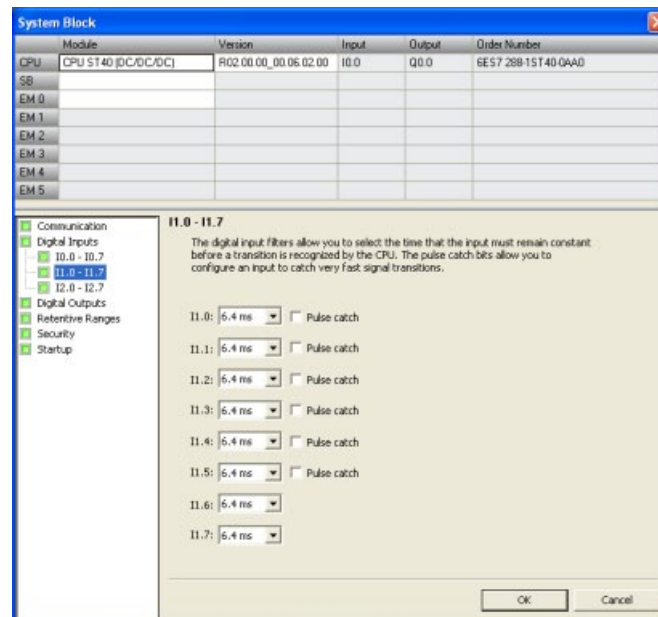 System Block
Module Version Input Output Order Number
CPU CPU ST40 (DC/DC/DC) R02.00.00_00.06.02.00 I0.0 Q0.0 6ES7 288-1ST40-0AA0
SB
EM 0
EM 1
EM 2
EM 3
EM 4
EM 5
Communication
Digital Inputs
I0.0 - I0.7
I1.0 - I1.7
I2.0 - I2.7
Digital Outputs
Retentive Ranges
Security
Startup
I1.0 - I1.7
The digital input filters allow you to select the time that the input must remain constant
before a transition is recognized by the CPU. The pulse catch bits allow you to
configure an input to catch very fast signal transitions.
I1.0: 6.4 ms Pulse catch
I1.1: 6.4 ms Pulse catch
I1.2: 6.4 ms Pulse catch
I1.3: 6.4 ms Pulse catch
I1.4: 6.4 ms Pulse catch
I1.5: 6.4 ms Pulse catch
I1.6: 6.4 ms
I1.7: 6.4 ms
OK Cancel